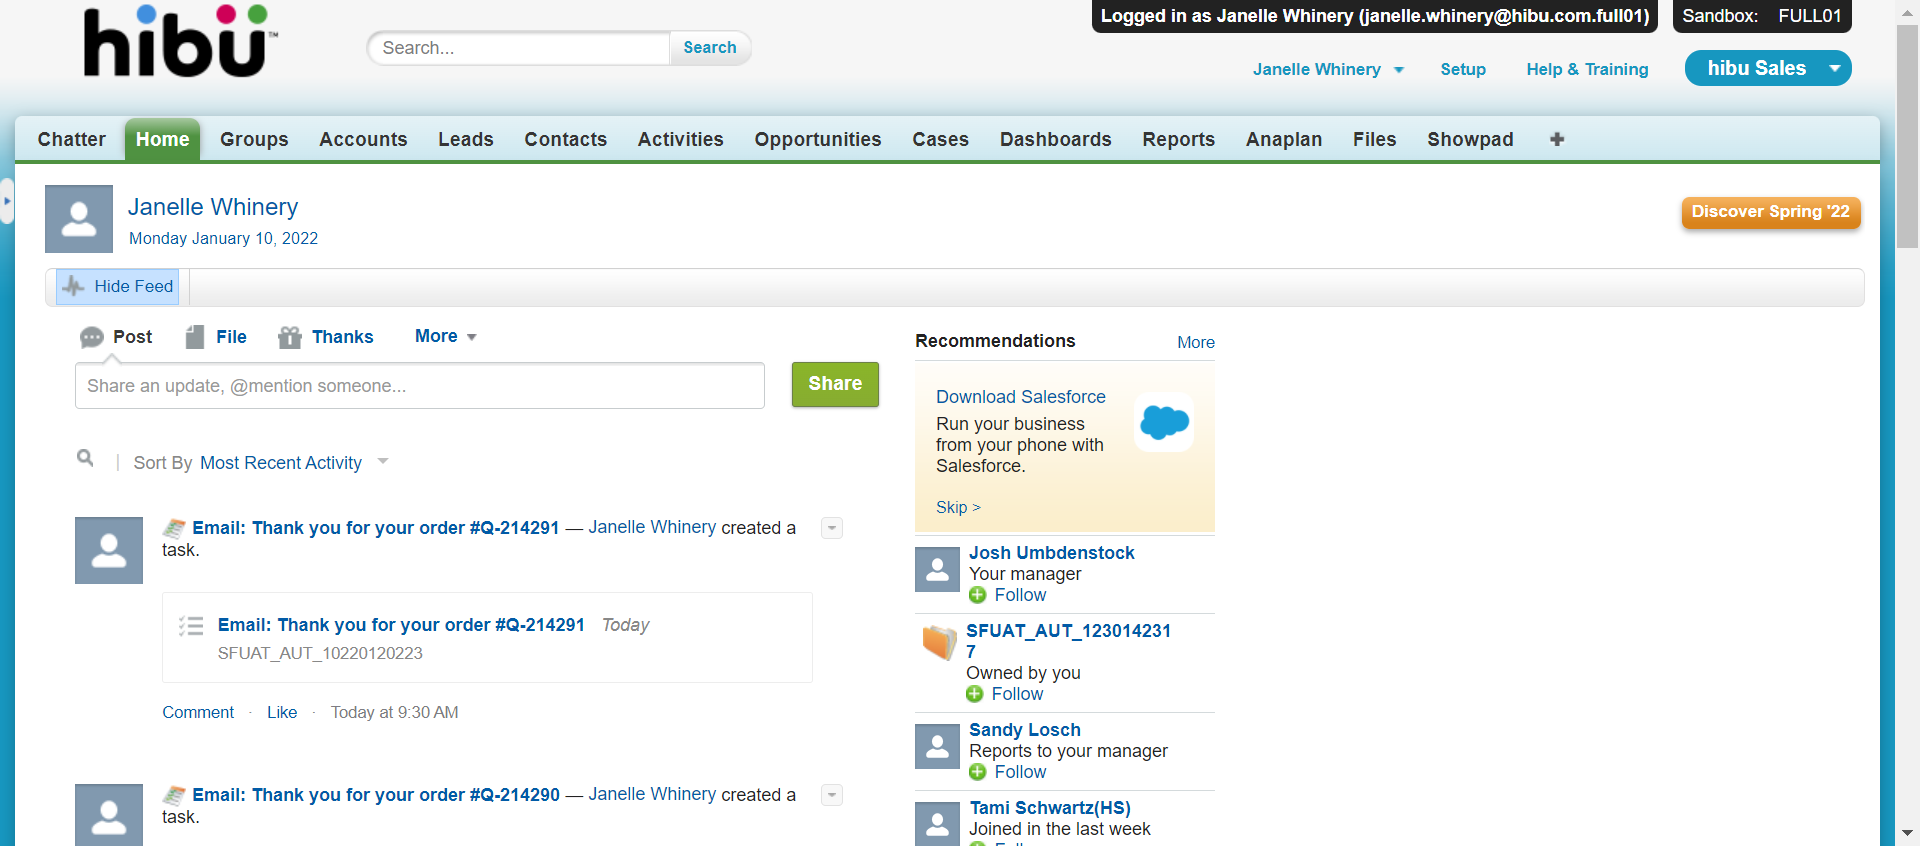 hibu™
Search...
Search
Logged in as Janelle Whinery (janelle.whinery@hibu.com.full01)
Sandbox: FULL01
Janelle Whinery
Setup
Help & Training
hibu Sales
Chatter
Home
Groups
Accounts
Leads
Contacts
Activities
Opportunities
Cases
Dashboards
Reports
Anaplan
Files
Showpad
Janelle Whinery
Monday January 10, 2022
Discover Spring '22
Hide Feed
Post
File
Thanks
More
Share an update, @mention someone...
Share
Sort By Most Recent Activity
Email: Thank you for your order #Q-214291 — Janelle Whinery created a
task.
Email: Thank you for your order #Q-214291 Today
SFUAT_AUT_10220120223
Comment · Like · Today at 9:30 AM
Email: Thank you for your order #Q-214290 — Janelle Whinery created a
task.
Recommendations
More
Download Salesforce
Run your business
from your phone with
Salesforce.
Skip >
Josh Umbdenstock
Your manager
Follow
SFUAT_AUT_123014231
7
Owned by you
Follow
Sandy Losch
Reports to your manager
Follow
Tami Schwartz(HS)
Joined in the last week